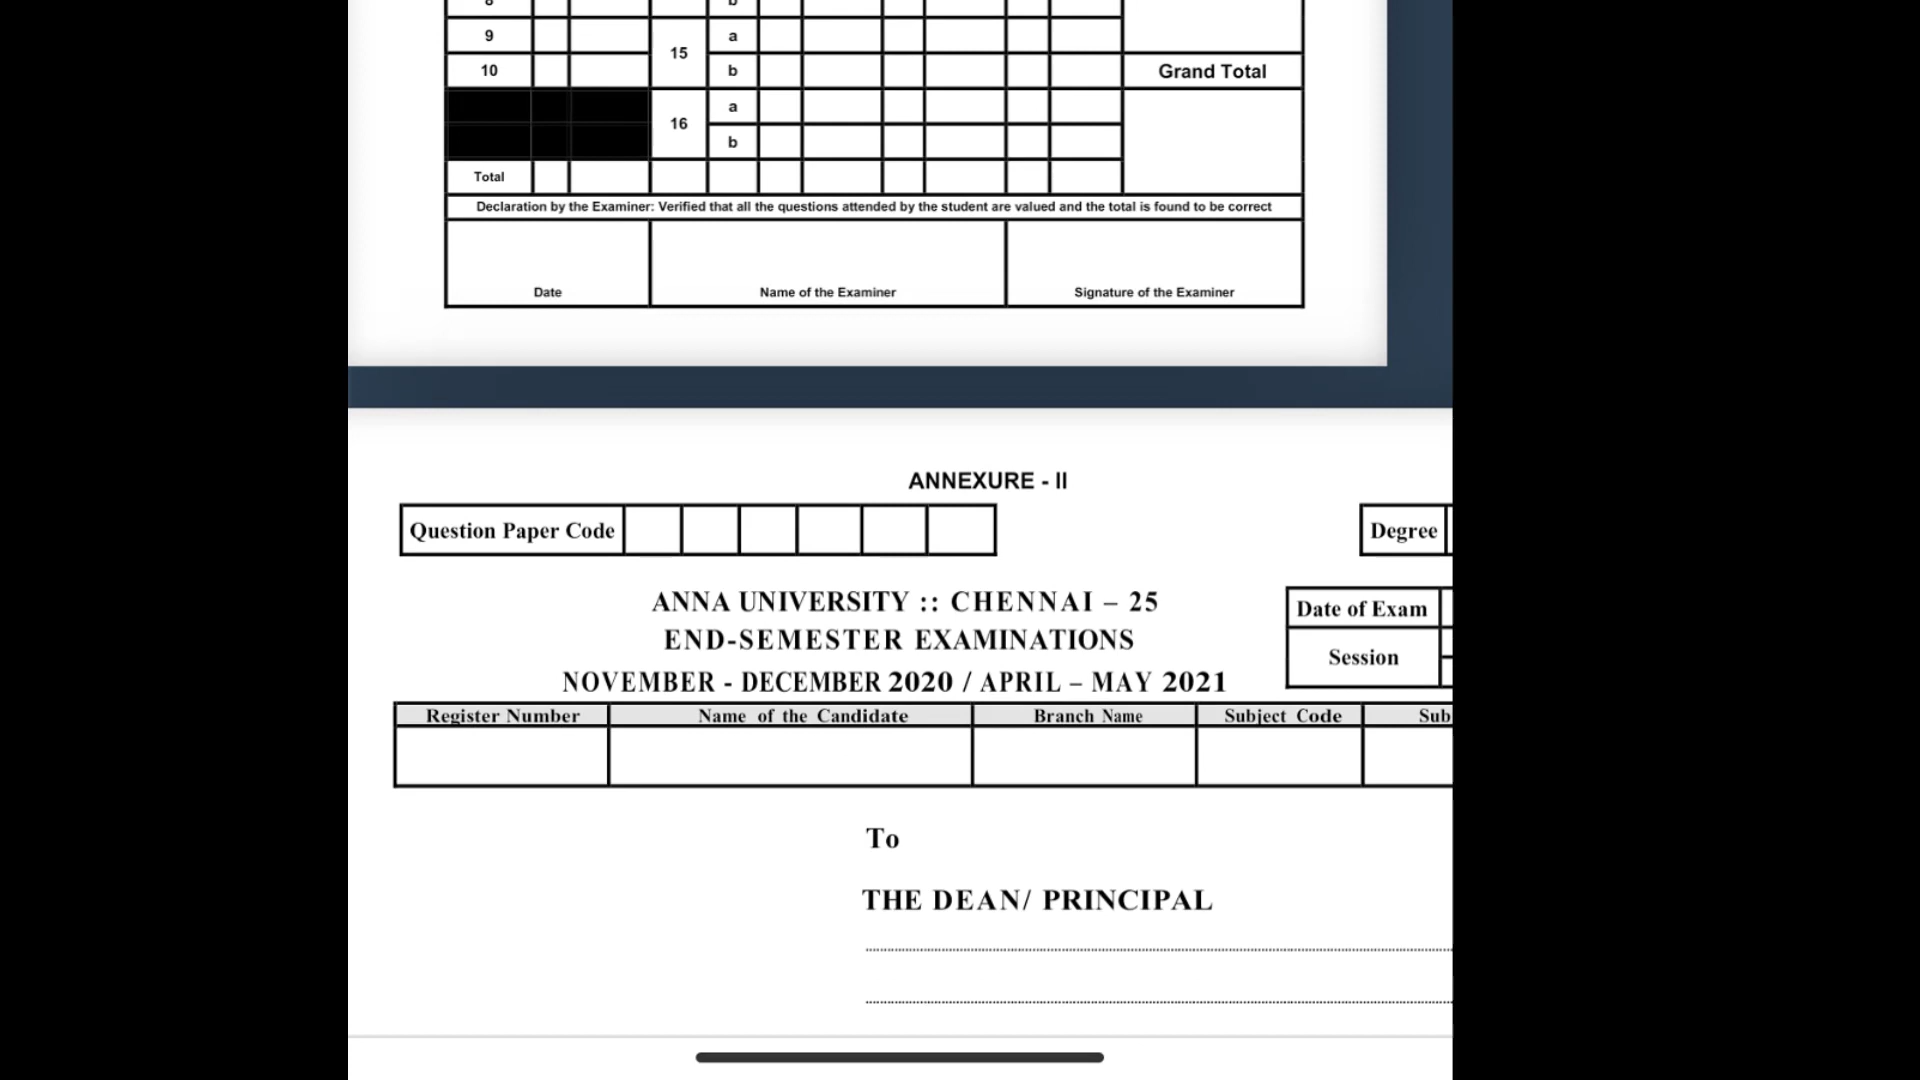 9
a
15
10
b
Grand Total
a
16
b
Total
Declaration by the Examiner: Verified that all the questions attended by the student are valued and the total is found to be correct
Date
Name of the Examiner
Signature of the Examiner
ANNEXURE - II
Question Paper Code
Degree
ANNA UNIVERSITY :: CHENNAI – 25
END-SEMESTER EXAMINATIONS
NOVEMBER - DECEMBER 2020 / APRIL – MAY 2021
Date of Exam
Session
Register Number
Name of the Candidate
Branch Name
Subject Code
Sub
To
THE DEAN/ PRINCIPAL